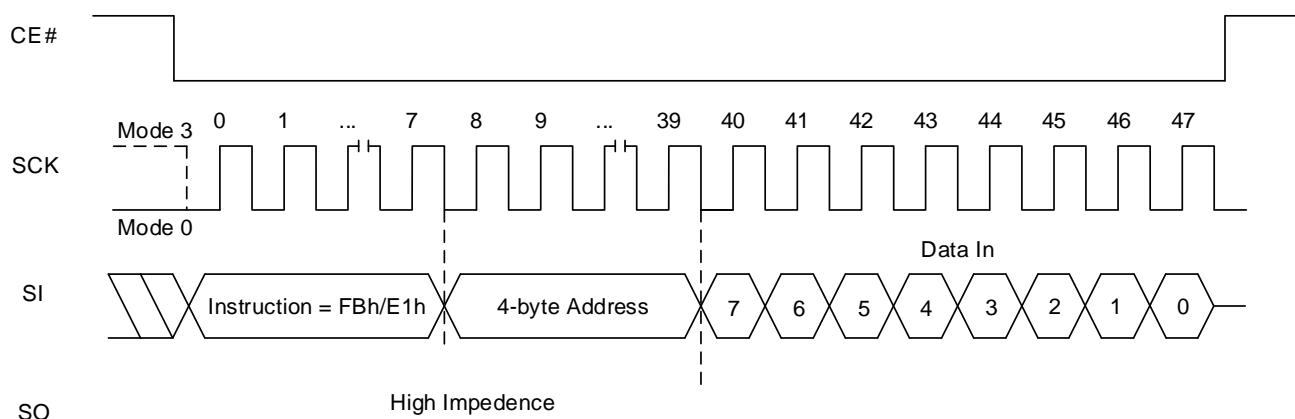 CE#
0 1 ... 7 8 9 ... 39 40 41 42 43 44 45 46 47
Mode 3
SCK
Mode 0
Data In
SI
Instruction = FBh/E1h 4-byte Address 7 6 5 4 3 2 1 0
High Impedence
SO